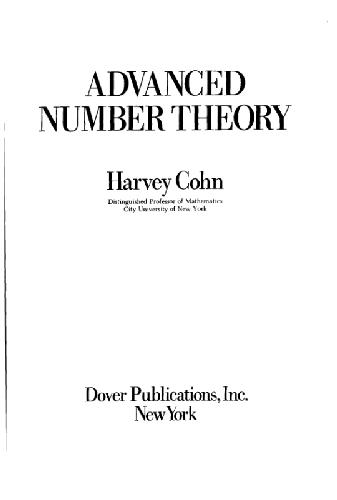 ADVANCED
NUMBER THEORY
Harvey Cohn
Distinguished Professor of Mathematics
City University of New York
Dover Publications, Inc.
New York